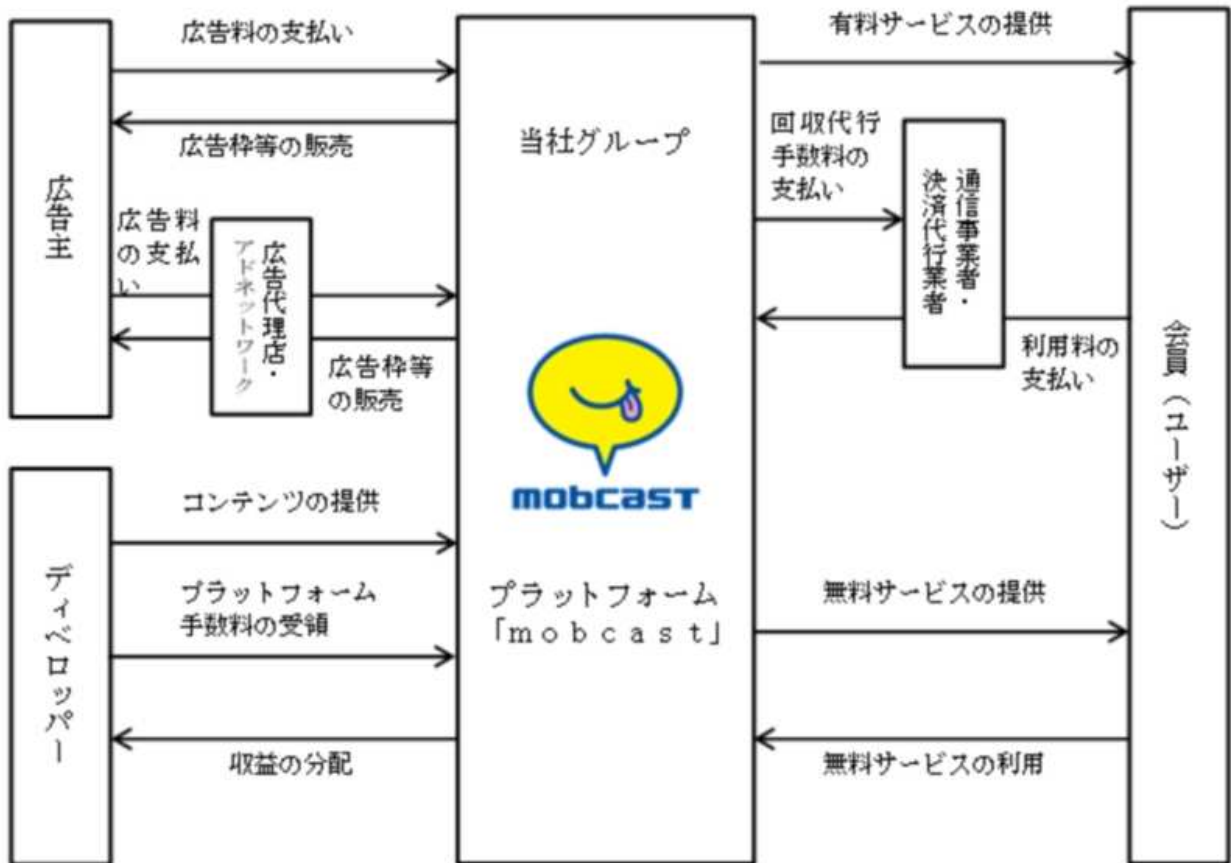 広告料の支払い
広告枠等の販売
広告主
広告料
の支払
い
広告代理店・
アドネットワーク
広告枠等
の販売
ディベロッパー
コンテンツの提供
プラットフォーム
手数料の受領
収益の分配
当社グループ
mobcast
プラットフォーム
「ｍｏｂｃａｓｔ」
有料サービスの提供
回収代行
手数料の
支払い
通信事業者・
決済代行業者
利用料の
支払い
無料サービスの提供
無料サービスの利用
会員（ユーザー）